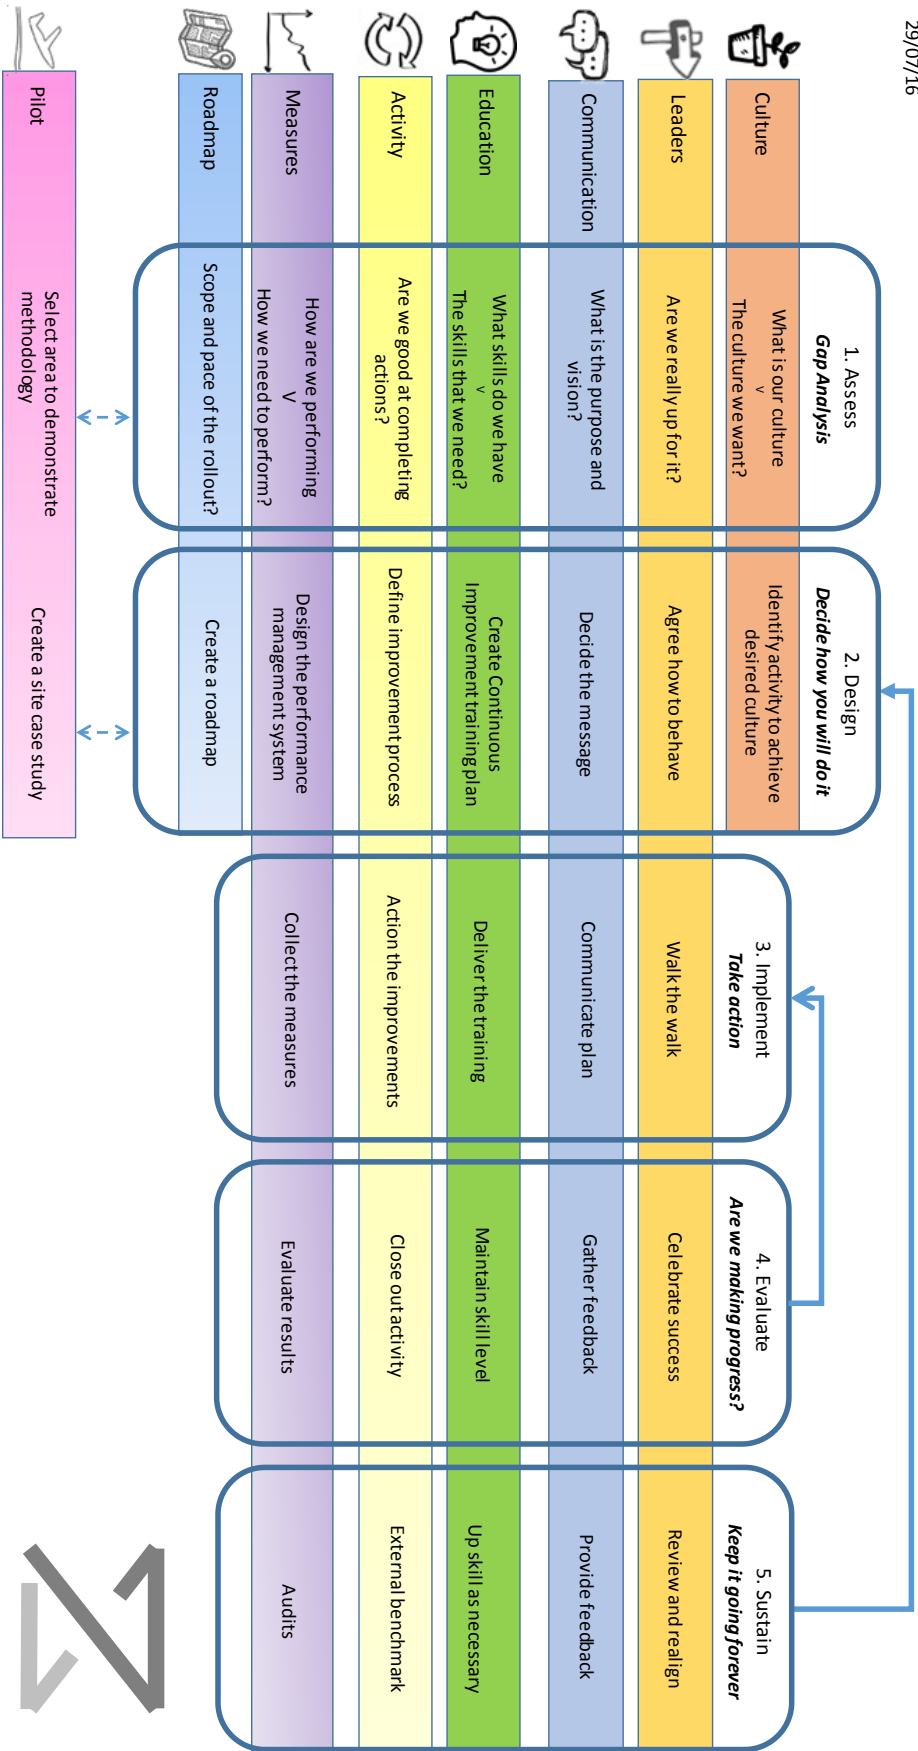 29/07/16
1. Assess
Gap Analysis
2. Design
Decide how you will do it
3. Implement
Take action
4. Evaluate
Are we making progress?
5. Sustain
Keep it going forever
Culture
What is our culture
v
The culture we want?
Identify activity to achieve
desired culture
Leaders
Are we really up for it?
Agree how to behave
Walk the walk
Celebrate success
Review and realign
Communication
What is the purpose and
vision?
Decide the message
Communicate plan
Gather feedback
Provide feedback
Education
What skills do we have
v
The skills that we need?
Create Continuous
Improvement training plan
Deliver the training
Maintain skill level
Up skill as necessary
Activity
Are we good at completing
actions?
Define improvement process
Action the improvements
Close out activity
External benchmark
Measures
How are we performing
V
How we need to perform?
Design the performance
management system
Collect the measures
Evaluate results
Audits
Roadmap
Scope and pace of the rollout?
Create a roadmap
Pilot
Select area to demonstrate
methodology
Create a site case study